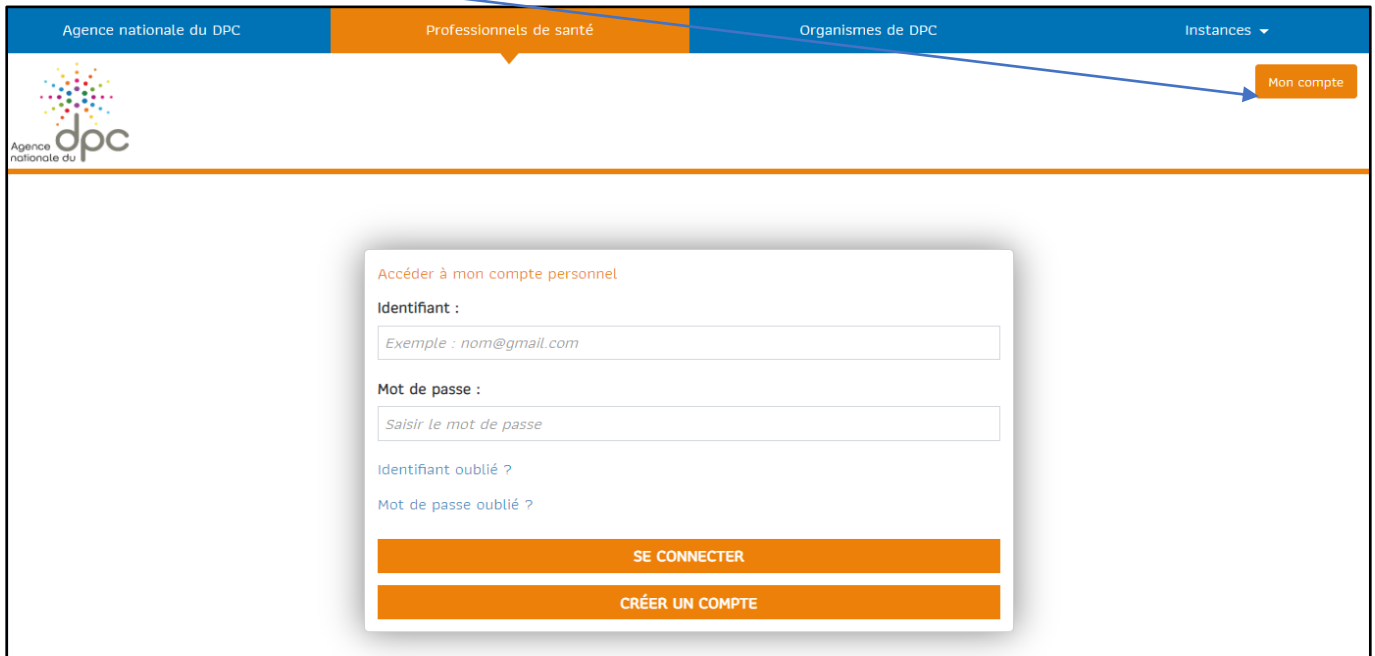 Agence nationale du DPC
Professionnels de santé
Organismes de DPC
Instances
Mon compte
Agence
nationale du
dpc
Accéder à mon compte personnel
Identifiant :
Exemple : nom@gmail.com
Mot de passe :
Saisir le mot de passe
Identifiant oublié ?
Mot de passe oublié ?
SE CONNECTER
CRÉER UN COMPTE